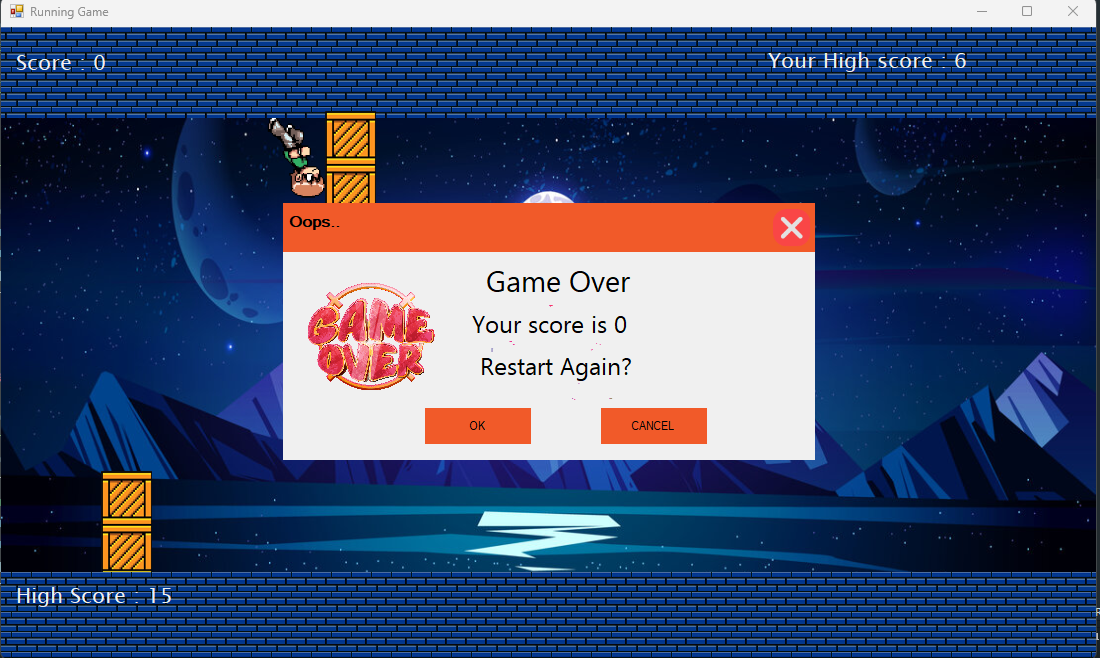 Running Game
Score : 0
Your High score : 6
Oops..
Game Over
GAME
OVER
Your score is 0
Restart Again?
OK
CANCEL
High Score : 15